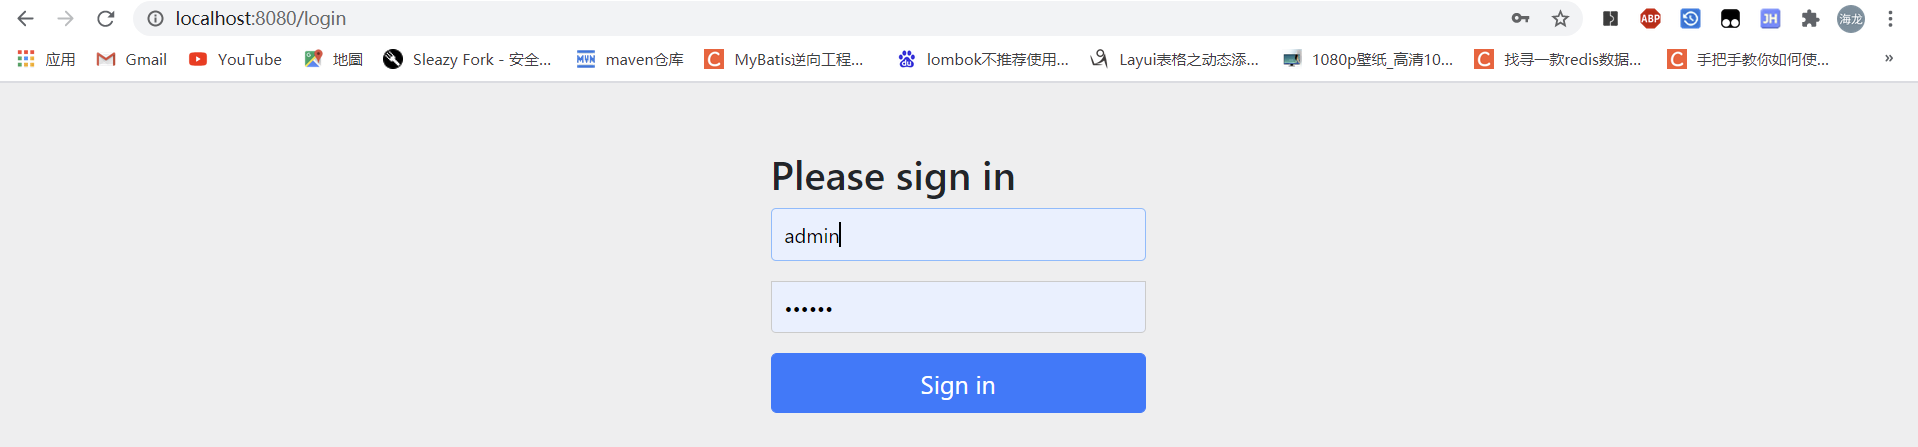 localhost:8080/login
ABP
JH
海龙
应用
Gmail
YouTube
地圖
Sleazy Fork - 安全...
MVN
maven仓库
C
MyBatis逆向工程...
du
lombok不推荐使用...
Layui表格之动态添...
1080p壁纸_高清10...
C
找寻一款redis数据...
C
手把手教你如何使...
»
Please sign in
admin
••••••
Sign in